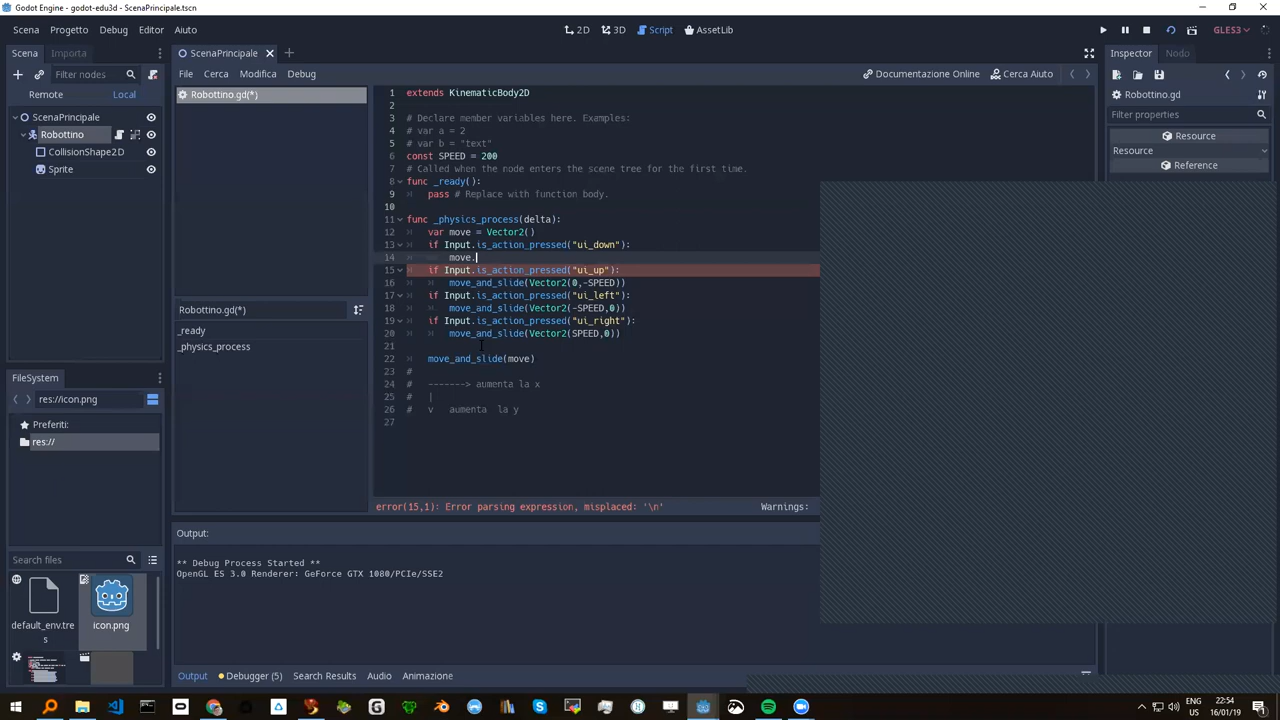 Godot Engine - godot-edu3d - ScenaPrincipale.tscn
Scena Progetto Debug Editor Aiuto
2D 3D Script AssetLib
GLES3
Scena Importa
Filter nodes
Remote Local
ScenaPrincipale
Robottino
CollisionShape2D
Sprite
FileSystem
res://icon.png
Preferiti:
res://
Search files
default_env.tre
s
icon.png
ScenaPrincipale
File Cerca Modifica Debug
Documentazione Online Cerca Aiuto
Robottino.gd(*)
Robottino.gd(*)
_ready
_physics_process
1 extends KinematicBody2D
2
3 # Declare member variables here. Examples:
4 # var a = 2
5 # var b = "text"
6 const SPEED = 200
7 # Called when the node enters the scene tree for the first time.
8 func _ready():
9 pass # Replace with function body.
10
11 func _physics_process(delta):
12 var move = Vector2()
13 if Input.is_action_pressed("ui_down"):
14 move.
15 if Input.is_action_pressed("ui_up"):
16 move_and_slide(Vector2(0,-SPEED))
17 if Input.is_action_pressed("ui_left"):
18 move_and_slide(Vector2(-SPEED,0))
19 if Input.is_action_pressed("ui_right"):
20 move_and_slide(Vector2(SPEED,0))
21
22 move_and_slide(move)
23 #
24 # -------> aumenta la x
25 # |
26 # v aumenta la y
27
error(15,1): Error parsing expression, misplaced: '\n' Warnings:
Output:
** Debug Process Started **
OpenGL ES 3.0 Renderer: GeForce GTX 1080/PCIe/SSE2
Output Debugger (5) Search Results Audio Animazione
Inspector Nodo
Robottino.gd
Filter properties
Resource
Resource
Reference
ENG 22:54
US 16/01/19